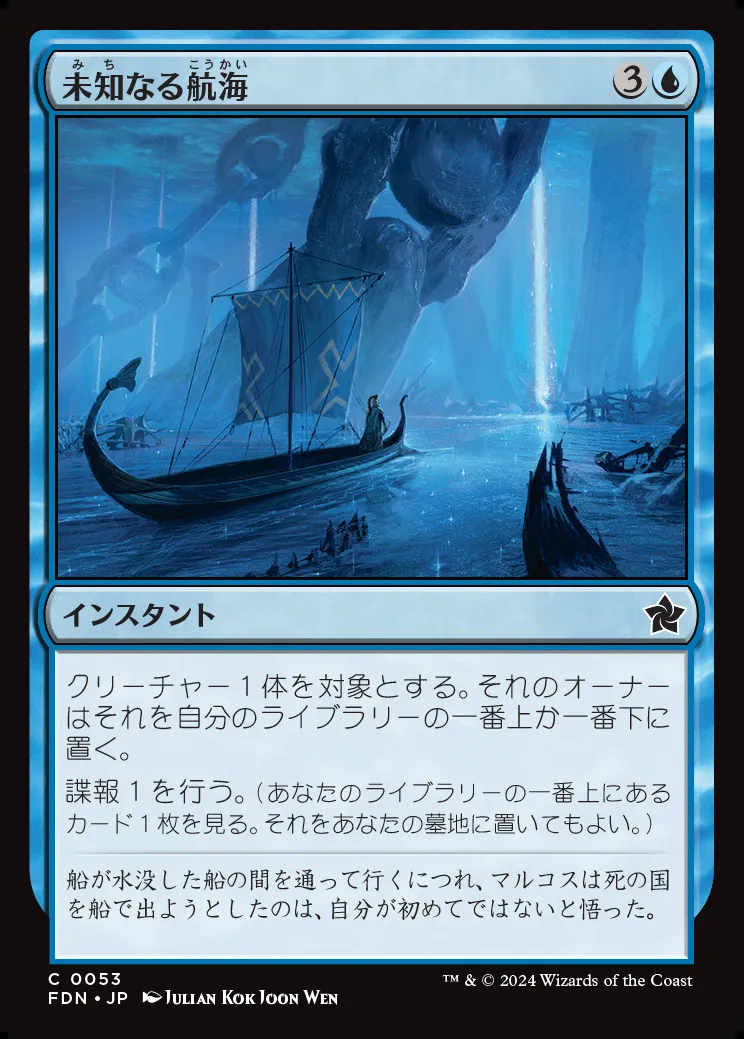 みち こうかい
未知なる航海 3
インスタント
クリーチャー1体を対象とする。それのオーナー
はそれを自分のライブラリーの一番上か一番下に
置く。
諜報1を行う。（あなたのライブラリーの一番上にある
カード1枚を見る。それをあなたの墓地に置いてもよい。）
船が水没した船の間を通って行くにつれ、マルコスは死の国
を船で出ようとしたのは、自分が初めてではないと悟った。
C 0053
FDN • JP Julian Kok Joon Wen
™ & © 2024 Wizards of the Coast